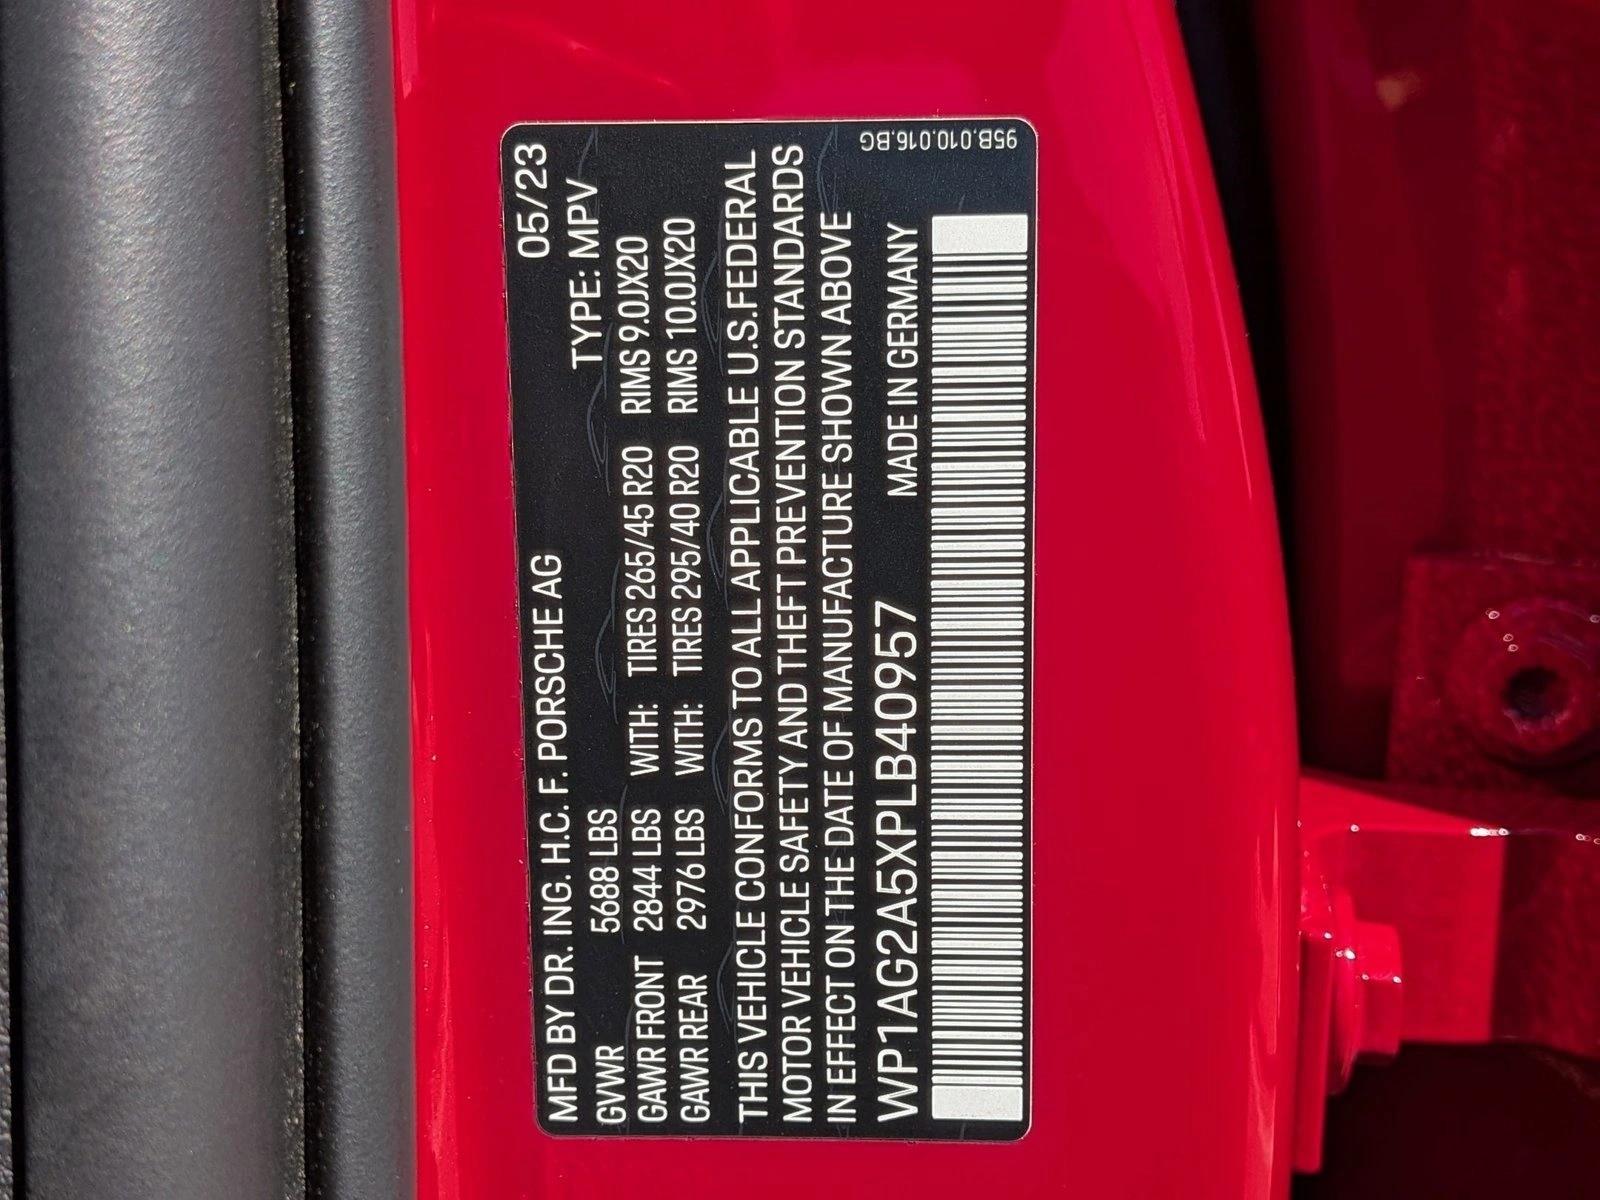 MFD BY DR. ING. H.C. F. PORSCHE AG 05/23
GVWR 5688 LBS TYPE: MPV
GAWR FRONT 2844 LBS WITH: TIRES 265/45 R20 RIMS 9.0JX20
GAWR REAR 2976 LBS WITH: TIRES 295/40 R20 RIMS 10.0JX20
THIS VEHICLE CONFORMS TO ALL APPLICABLE U.S.FEDERAL
MOTOR VEHICLE SAFETY AND THEFT PREVENTION STANDARDS
IN EFFECT ON THE DATE OF MANUFACTURE SHOWN ABOVE
WP1AG2A5XPLB40957 MADE IN GERMANY
95B.010.016.BG